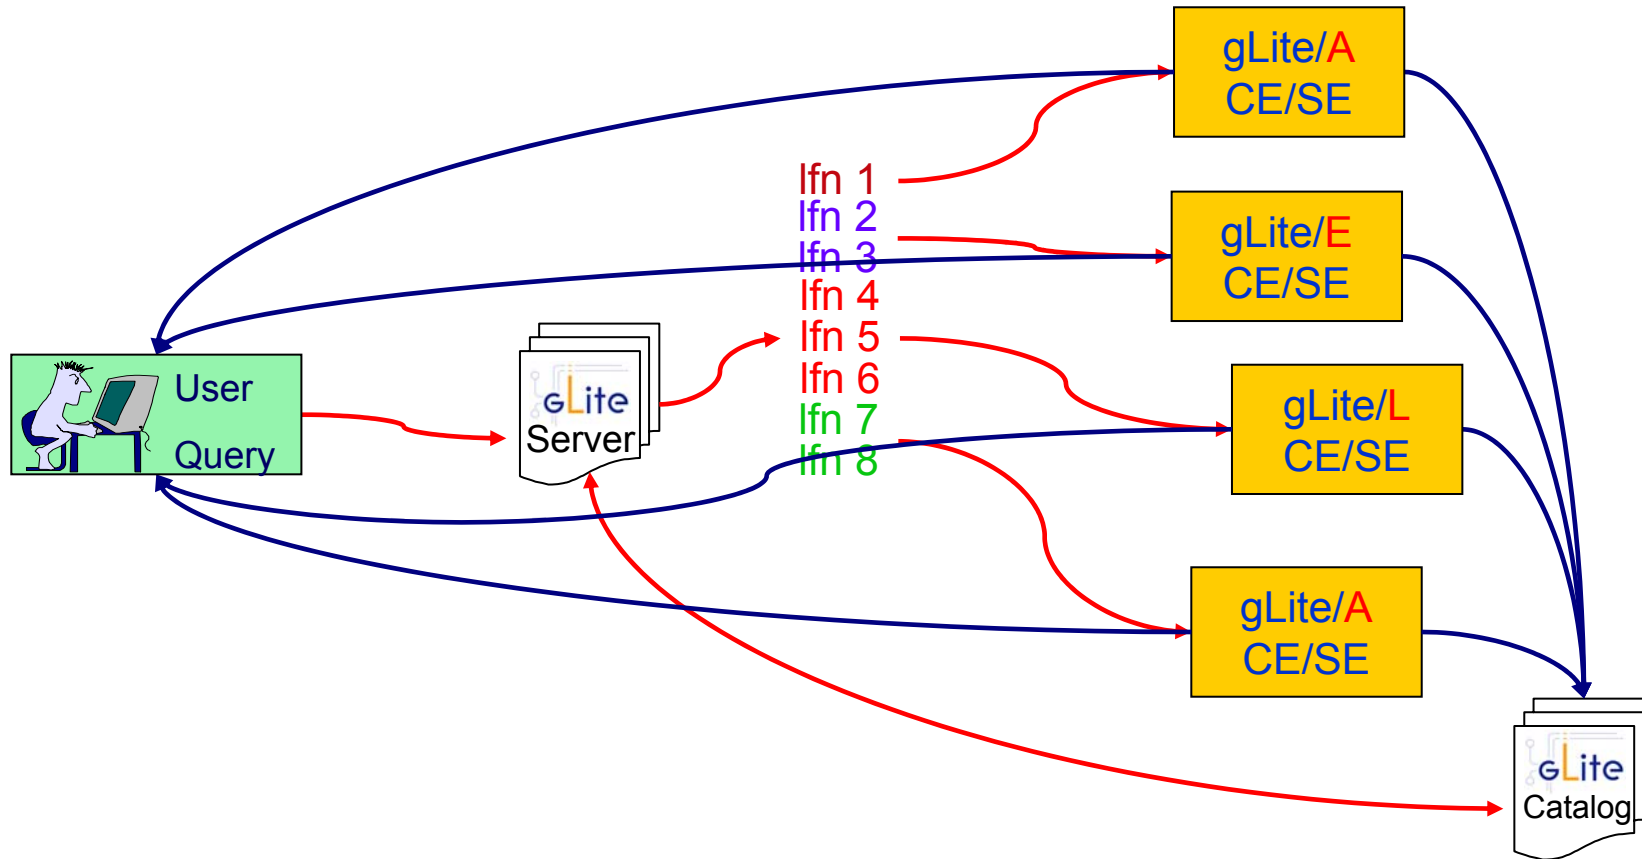 gLite/A
CE/SE
lfn 1
lfn 2
lfn 3
lfn 4
lfn 5
lfn 6
lfn 7
lfn 8
gLite/E
CE/SE
User
Query
gLite
Server
gLite/L
CE/SE
gLite/A
CE/SE
gLite
Catalog